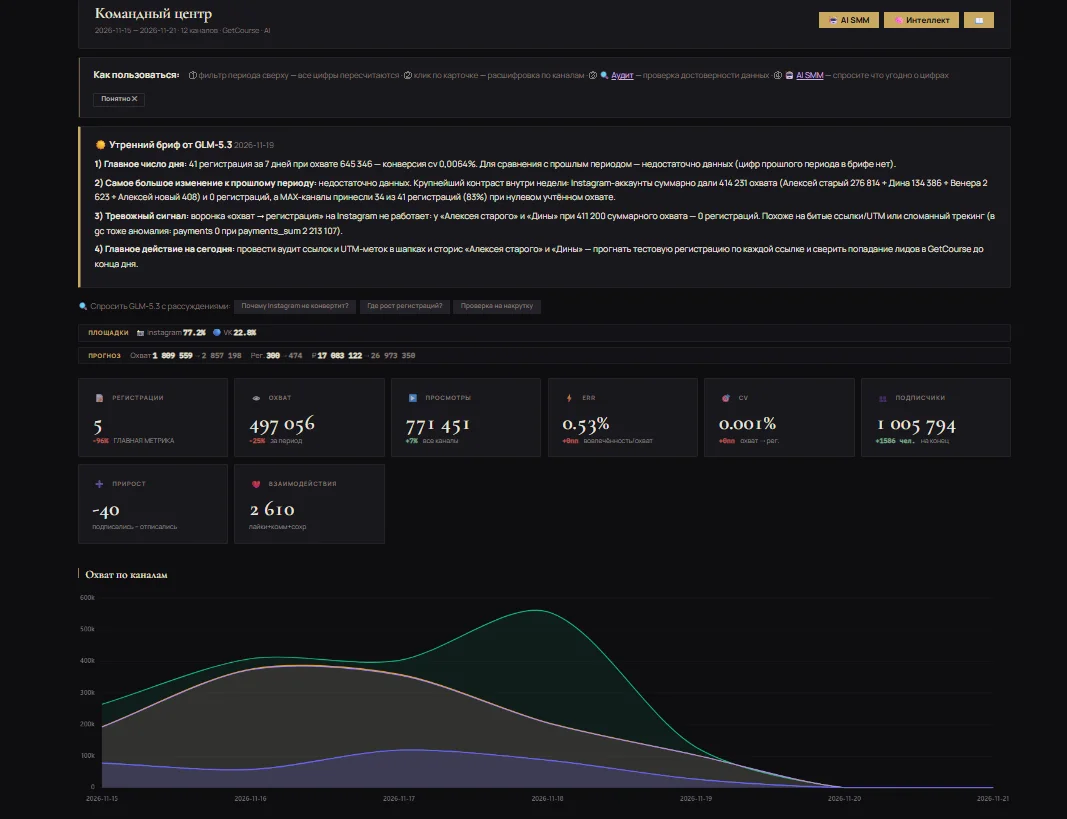 Командный центр
2026-11-15 — 2026-11-21 · 12 каналов · GetCourse · AI
AI SMM
Интеллект
Как пользоваться: ① фильтр периода сверху — все цифры пересчитаются · ② клик по карточке — расшифровка по каналам · ③ Аудит — проверка достоверности данных · ④ AI SMM — спросите что угодно о цифрах
Понятно ✕
Утренний бриф от GLM-5.3 2026-11-19
1) Главное число дня: 41 регистрация за 7 дней при охвате 645 346 — конверсия cv 0,0064%. Для сравнения с прошлым периодом — недостаточно данных (цифр прошлого периода в брифе нет).
2) Самое большое изменение к прошлому периоду: недостаточно данных. Крупнейший контраст внутри недели: Instagram-аккаунты суммарно дали 414 231 охвата (Алексей старый 276 814 + Дина 134 386 + Венера 2
623 + Алексей новый 408) и 0 регистраций, а MAX-каналы принесли 34 из 41 регистраций (83%) при нулевом учтённом охвате.
3) Тревожный сигнал: воронка «охват → регистрация» на Instagram не работает: у «Алексея старого» и «Дины» при 411 200 суммарного охвата — 0 регистраций. Похоже на битые ссылки/UTM или сломанный трекинг (в
gc тоже аномалия: payments 0 при payments_sum 2 213 107).
4) Главное действие на сегодня: провести аудит ссылок и UTM-меток в шапках и сторис «Алексея старого» и «Дины» — прогнать тестовую регистрацию по каждой ссылке и сверить попадание лидов в GetCourse до
конца дня.
Спросить GLM-5.3 с рассуждениями: Почему Instagram не конвертит? Где рост регистраций? Проверка на накрутку
ПЛОЩАДКИ Instagram 77.2% VK 22.8%
ПРОГНОЗ Охват 1 809 559 → 2 857 198 Рег. 300 → 474 ₽ 17 083 122 → 26 973 350
РЕГИСТРАЦИИ
5
-96% ГЛАВНАЯ МЕТРИКА
ОХВАТ
497 056
-25% за период
ПРОСМОТРЫ
771 451
+7% все каналы
ERR
0.53%
+0пп вовлечённость/охват
CV
0.001%
+0пп охват → рег.
ПОДПИСЧИКИ
1 005 794
+1586 чел. на конец
ПРИРОСТ
-40
подписались − отписались
ВЗАИМОДЕЙСТВИЯ
2 610
лайки+комм+сохр.
Охват по каналам
600k
500k
400k
300k
200k
100k
0
2026-11-15 2026-11-16 2026-11-17 2026-11-18 2026-11-19 2026-11-20 2026-11-21